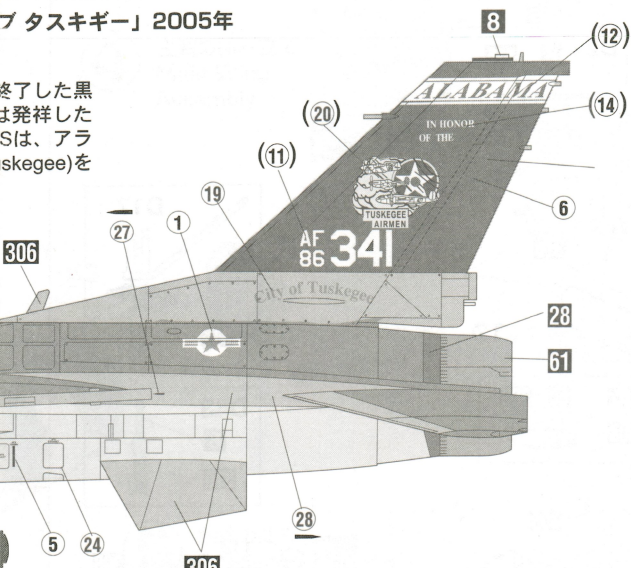 ブ タスキギー」2005年
終了した黒
は発祥した
Sは、アラ
uskegee)を
8
(12)
ALABAMA
(14)
IN HONOR
OF THE
(20)
(11)
6
TUSKEGEE
AIRMEN
19
AF
86 341
1
27
306
City of Tuskegee
28
61
28
5
24
306